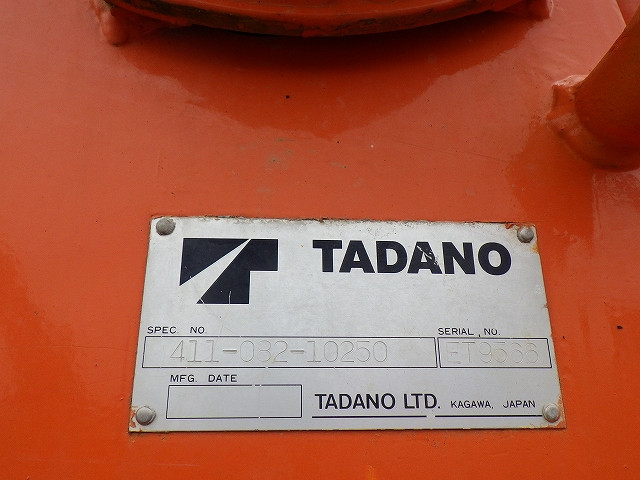 TADANO
SPEC. NO.
SERIAL NO.
411-032-10250
MFG. DATE
TADANO LTD. KAGAWA, JAPAN